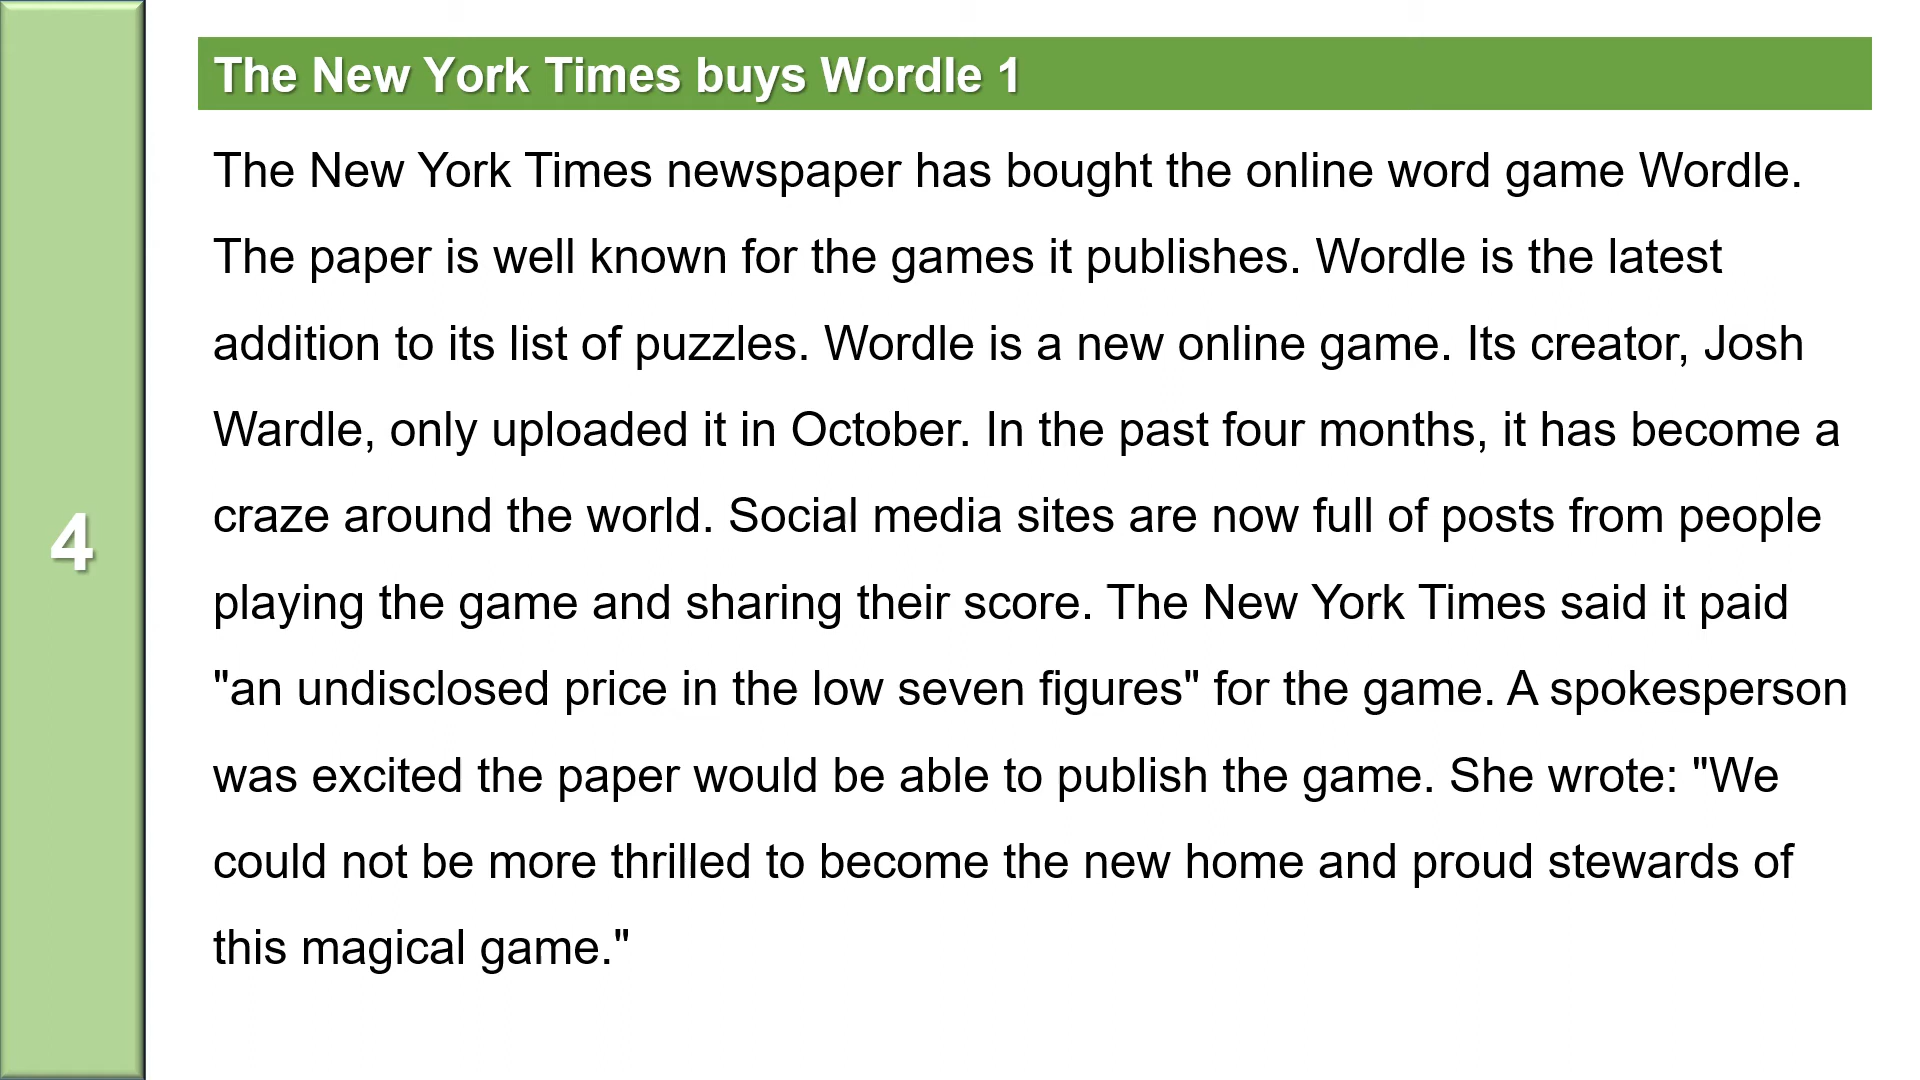 The New York Times buys Wordle 1
The New York Times newspaper has bought the online word game Wordle.
The paper is well known for the games it publishes. Wordle is the latest
addition to its list of puzzles. Wordle is a new online game. Its creator, Josh
Wardle, only uploaded it in October. In the past four months, it has become a
craze around the world. Social media sites are now full of posts from people
playing the game and sharing their score. The New York Times said it paid
"an undisclosed price in the low seven figures" for the game. A spokesperson
was excited the paper would be able to publish the game. She wrote: "We
could not be more thrilled to become the new home and proud stewards of
this magical game."
4